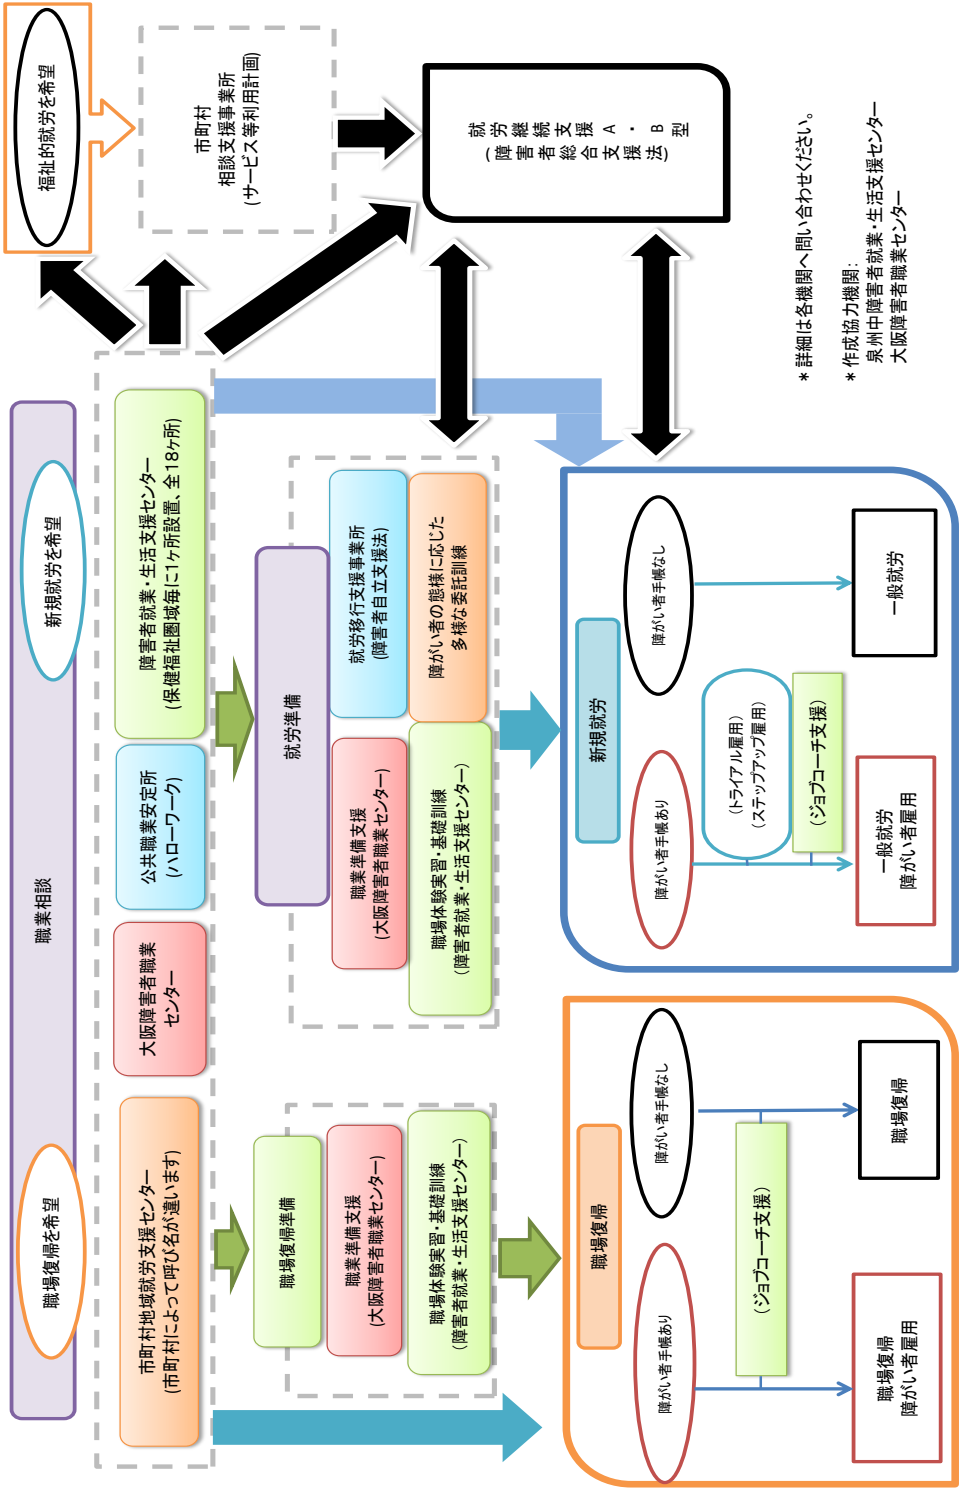 職業相談
職場復帰を希望
新規就労を希望
福祉的就労を希望
市町村地域就労支援センター
(市町村によって呼び名が違います)
大阪障害者職業
センター
公共職業安定所
(ハローワーク)
障害者就業・生活支援センター
(保健福祉圏域毎に1ヶ所設置、全18ヶ所)
市町村
相談支援事業所
(サービス等利用計画)
職場復帰準備
職業準備支援
(大阪障害者職業センター)
職場体験実習・基礎訓練
(障害者就業・生活支援センター)
就労準備
職業準備支援
(大阪障害者職業センター)
職場体験実習・基礎訓練
(障害者就業・生活支援センター)
就労移行支援事業所
(障害者自立支援法)
障がい者の態様に応じた
多様な委託訓練
就労継続支援A・B型
(障害者総合支援法)
職場復帰
障がい者手帳あり
障がい者手帳なし
(ジョブコーチ支援)
職場復帰
障がい者雇用
職場復帰
新規就労
障がい者手帳あり
障がい者手帳なし
(トライアル雇用)
(ステップアップ雇用)
(ジョブコーチ支援)
一般就労
障がい者雇用
一般就労
*詳細は各機関へ問い合わせください。
*作成協力機関:
泉州中障害者就業・生活支援センター
大阪障害者職業センター